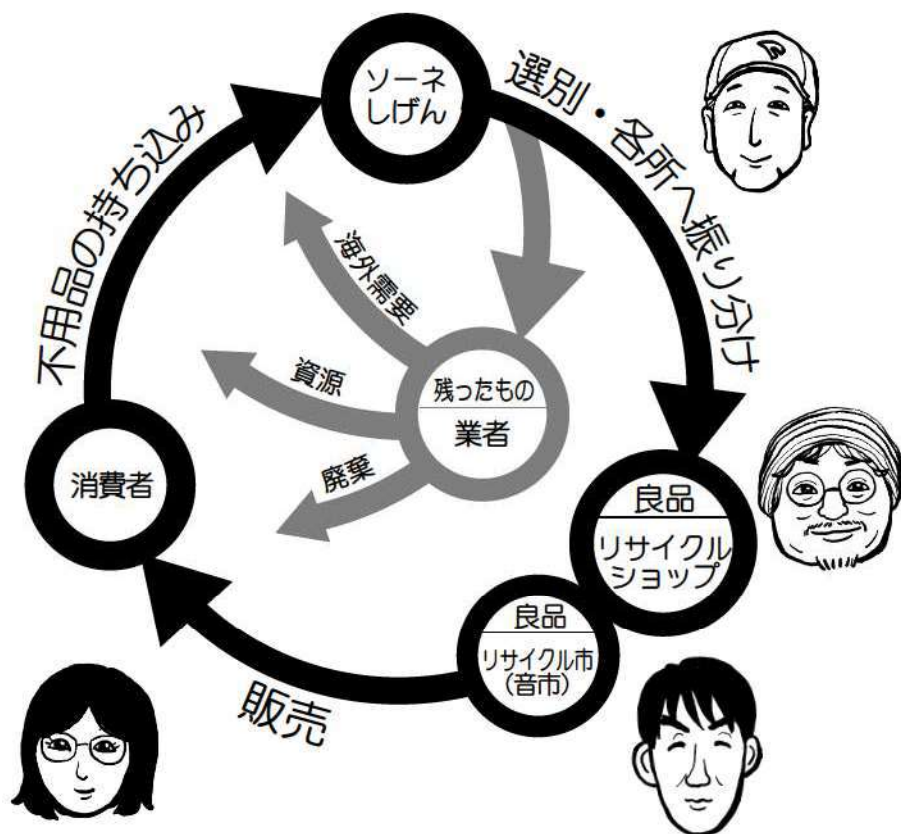 ソーネ
しげん
選別・各所へ振り分け
不用品の持ち込み
海外需要
資源
廃棄
残ったもの
業者
消費者
良品
リサイクル
ショップ
良品
リサイクル市
(音市)
販売